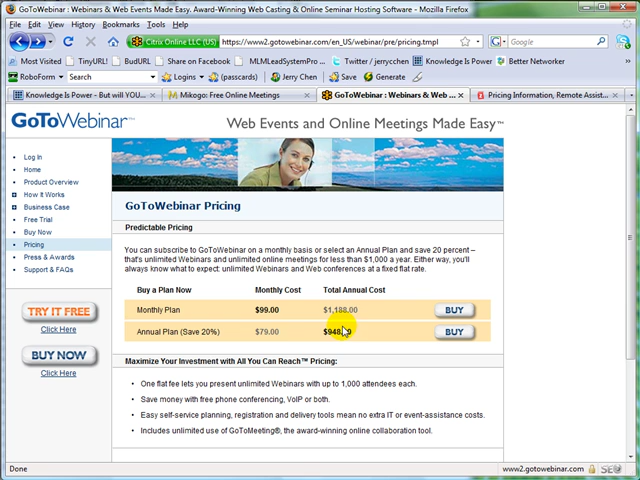 GoToWebinar : Webinars & Web Events Made Easy. Award-Winning Web Casting & Online Seminar Hosting Software - Mozilla Firefox
File Edit View History Bookmarks Tools Help
Citrix Online LLC (US) https://www2.gotowebinar.com/en_US/webinar/pre/pricing.tmpl Google
Most Visited TinyURL! BudURL Share on Facebook MLMLeadSystemPro ... Twitter / jerrycchen Knowledge Is Power Better Networker
RoboForm Search Logins (passcards) Jerry Chen Save Generate
Knowledge Is Power - But will YOU... Mikogo: Free Online Meetings GoToWebinar : Webinars & Web ... Pricing Information, Remote Assist...
GoToWebinar™
Web Events and Online Meetings Made Easy™
Log In
Home
Product Overview
How It Works
Business Case
Free Trial
Buy Now
Pricing
Press & Awards
Support & FAQs
TRY IT FREE
Click Here
BUY NOW
Click Here
GoToWebinar Pricing
Predictable Pricing
You can subscribe to GoToWebinar on a monthly basis or select an Annual Plan and save 20 percent –
that's unlimited Webinars and unlimited online meetings for less than $1,000 a year. Either way, you'll
always know what to expect: unlimited Webinars and Web conferences at a fixed flat rate.
Buy a Plan Now Monthly Cost Total Annual Cost
Monthly Plan $99.00 $1,188.00 BUY
Annual Plan (Save 20%) $79.00 BUY
Maximize Your Investment with All You Can Reach™ Pricing:
• One flat fee lets you present unlimited Webinars with up to 1,000 attendees each.
• Save money with free phone conferencing, VoIP or both.
• Easy self-service planning, registration and delivery tools mean no extra IT or event-assistance costs.
• Includes unlimited use of GoToMeeting®, the award-winning online collaboration tool.
Done www2.gotowebinar.com